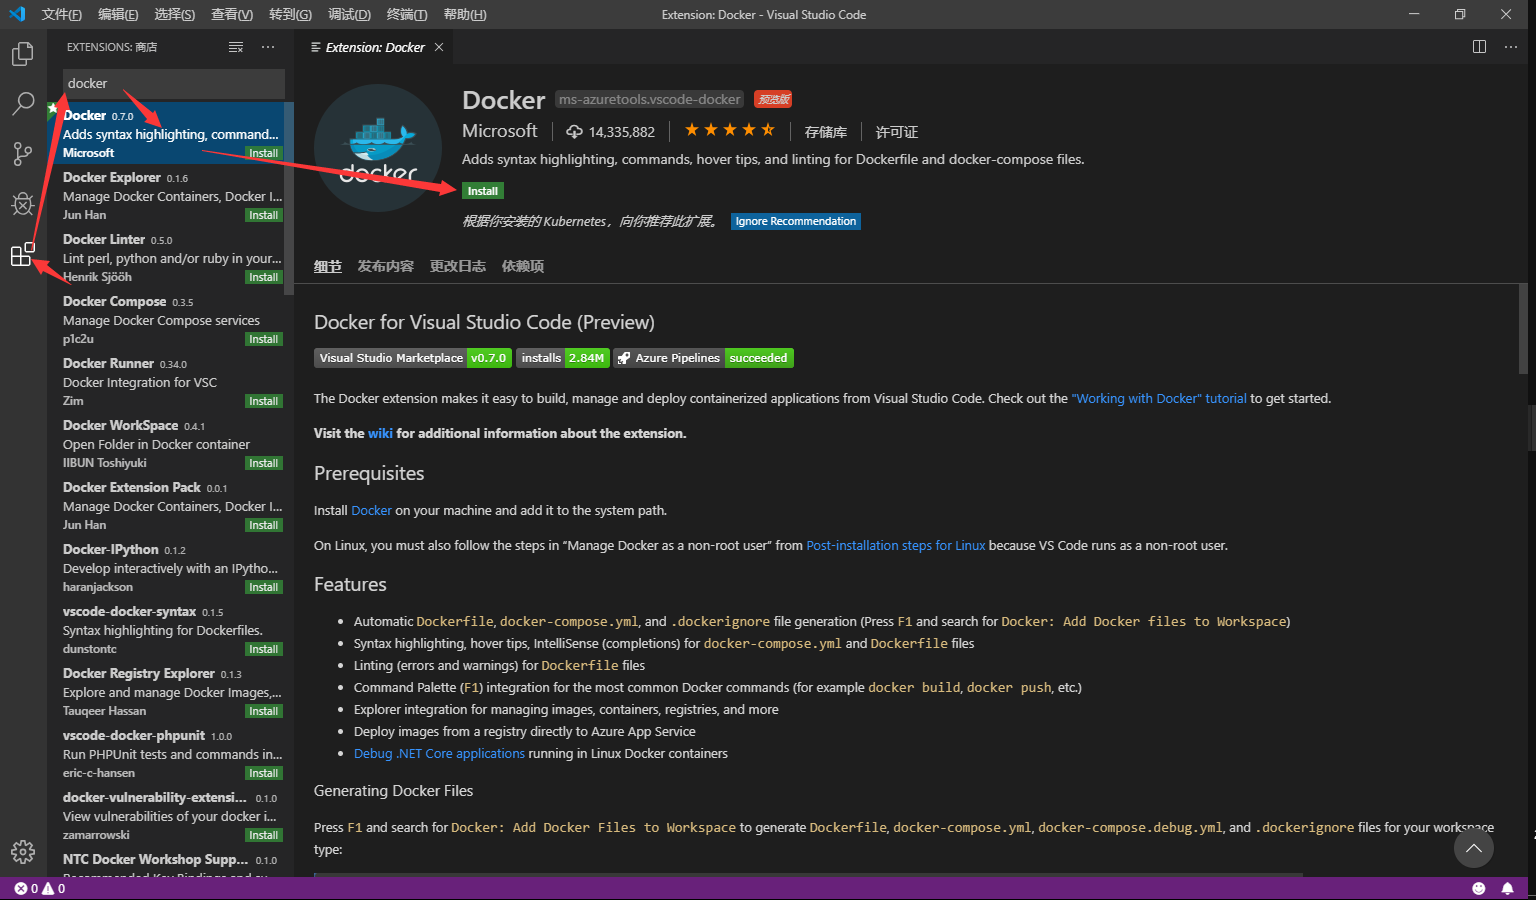 文件(F) 编辑(E) 选择(S) 查看(V) 转到(G) 调试(D) 终端(T) 帮助(H) Extension: Docker - Visual Studio Code
EXTENSIONS: 商店
docker
Docker 0.7.0
Adds syntax highlighting, command...
Microsoft Install
Docker Explorer 0.1.6
Manage Docker Containers, Docker I...
Jun Han Install
Docker Linter 0.5.0
Lint perl, python and/or ruby in your...
Henrik Sjööh Install
Docker Compose 0.3.5
Manage Docker Compose services
p1c2u Install
Docker Runner 0.34.0
Docker Integration for VSC
Zim Install
Docker WorkSpace 0.4.1
Open Folder in Docker container
IIBUN Toshiyuki Install
Docker Extension Pack 0.0.1
Manage Docker Containers, Docker I...
Jun Han Install
Docker-IPython 0.1.2
Develop interactively with an IPytho...
haranjackson Install
vscode-docker-syntax 0.1.5
Syntax highlighting for Dockerfiles.
dunstontc Install
Docker Registry Explorer 0.1.3
Explore and manage Docker Images,...
Tauqeer Hassan Install
vscode-docker-phpunit 1.0.0
Run PHPUnit tests and commands in...
eric-c-hansen Install
docker-vulnerability-extensi... 0.1.0
View vulnerabilities of your docker i...
zamarrowski Install
NTC Docker Workshop Supp... 0.1.0
Extension: Docker
docker
Docker ms-azuretools.vscode-docker 预览版
Microsoft 14,335,882 存储库 许可证
Adds syntax highlighting, commands, hover tips, and linting for Dockerfile and docker-compose files.
Install
根据你安装的 Kubernetes，向你推荐此扩展。 Ignore Recommendation
细节 发布内容 更改日志 依赖项
Docker for Visual Studio Code (Preview)
Visual Studio Marketplace v0.7.0 installs 2.84M Azure Pipelines succeeded
The Docker extension makes it easy to build, manage and deploy containerized applications from Visual Studio Code. Check out the "Working with Docker" tutorial to get started.
Visit the wiki for additional information about the extension.
Prerequisites
Install Docker on your machine and add it to the system path.
On Linux, you must also follow the steps in “Manage Docker as a non-root user” from Post-installation steps for Linux because VS Code runs as a non-root user.
Features
• Automatic Dockerfile, docker-compose.yml, and .dockerignore file generation (Press F1 and search for Docker: Add Docker files to Workspace)
• Syntax highlighting, hover tips, IntelliSense (completions) for docker-compose.yml and Dockerfile files
• Linting (errors and warnings) for Dockerfile files
• Command Palette (F1) integration for the most common Docker commands (for example docker build, docker push, etc.)
• Explorer integration for managing images, containers, registries, and more
• Deploy images from a registry directly to Azure App Service
• Debug .NET Core applications running in Linux Docker containers
Generating Docker Files
Press F1 and search for Docker: Add Docker Files to Workspace to generate Dockerfile, docker-compose.yml, docker-compose.debug.yml, and .dockerignore files for your workspace
type:
0 0